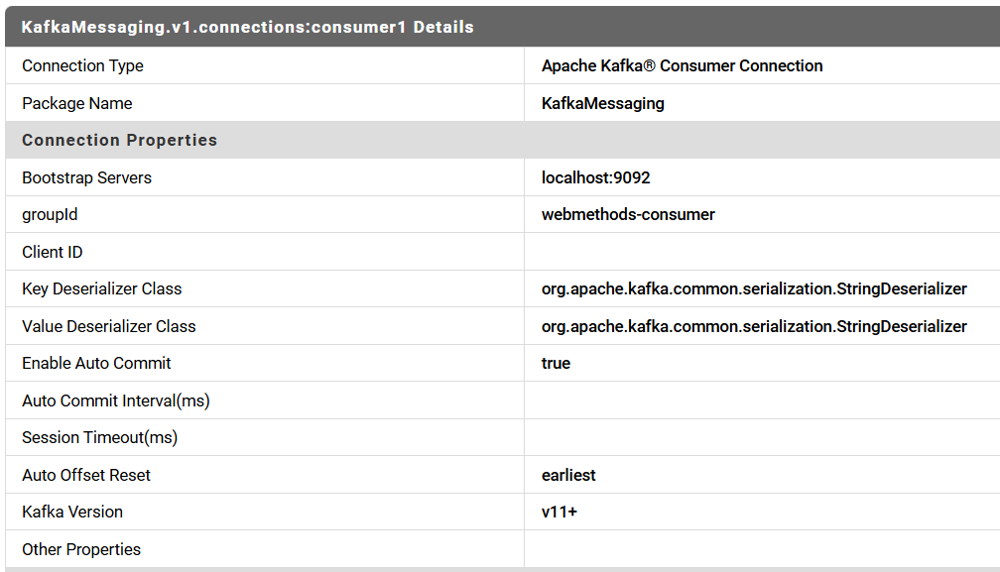 KafkaMessaging.v1.connections:consumer1 Details
Connection Type Apache Kafka® Consumer Connection
Package Name KafkaMessaging
Connection Properties
Bootstrap Servers localhost:9092
groupId webmethods-consumer
Client ID
Key Deserializer Class org.apache.kafka.common.serialization.StringDeserializer
Value Deserializer Class org.apache.kafka.common.serialization.StringDeserializer
Enable Auto Commit true
Auto Commit Interval(ms)
Session Timeout(ms)
Auto Offset Reset earliest
Kafka Version v11+
Other Properties